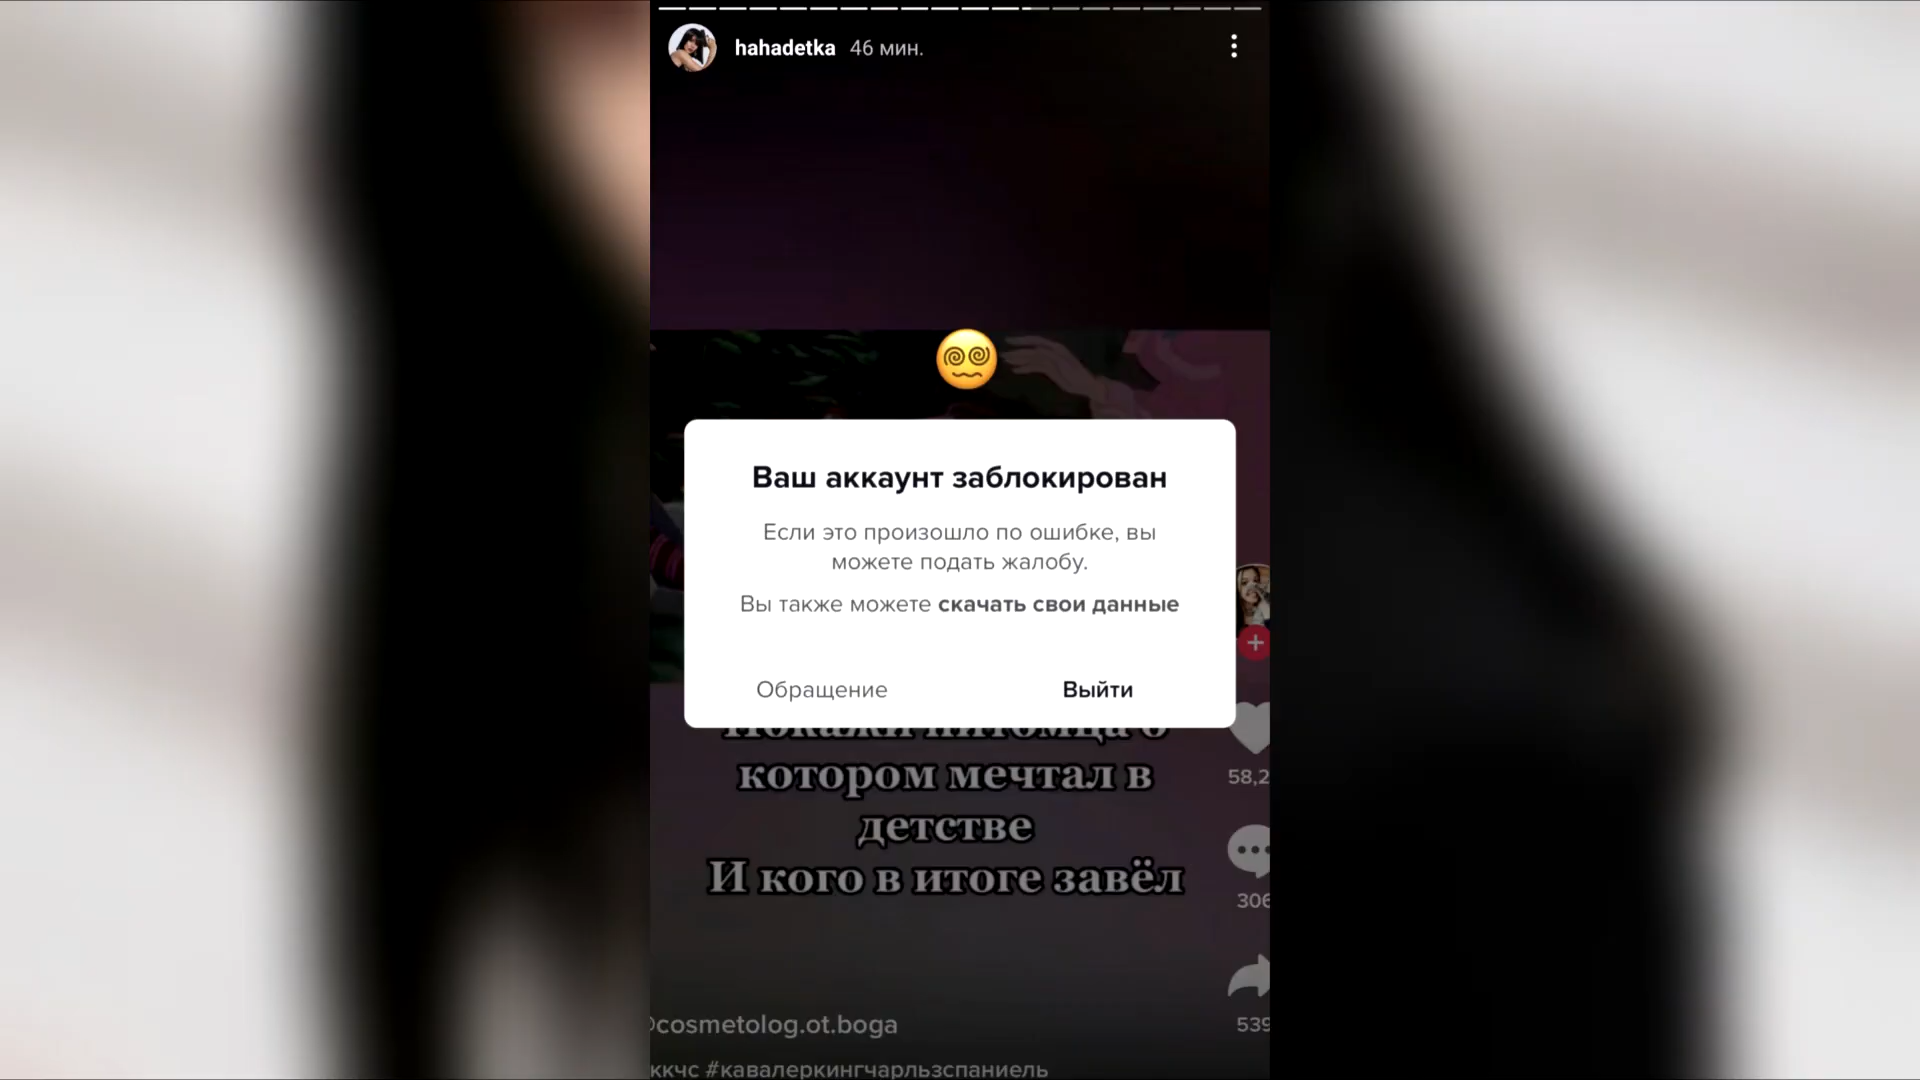 hahadetka 46 мин.
Ваш аккаунт заблокирован
Если это произошло по ошибке, вы
можете подать жалобу.
Вы также можете скачать свои данные
Обращение Выйти
Покажи питомца о
котором мечтал в
детстве
И кого в итоге завёл
58,2
306
539
cosmetolog.ot.boga
ккчс #кавалеркингчарльзспаниель